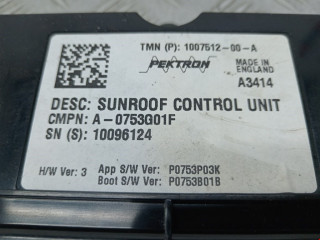 TMN (P): 1007512-00-A
PEKTRON
MADE IN
ENGLAND
A3414
DESC: SUNROOF CONTROL UNIT
CMPN: A-0753G01F
SN (S): 10096124
H/W Ver: 3 App S/W Ver: P0753P03K
Boot S/W Ver: P0753B01B